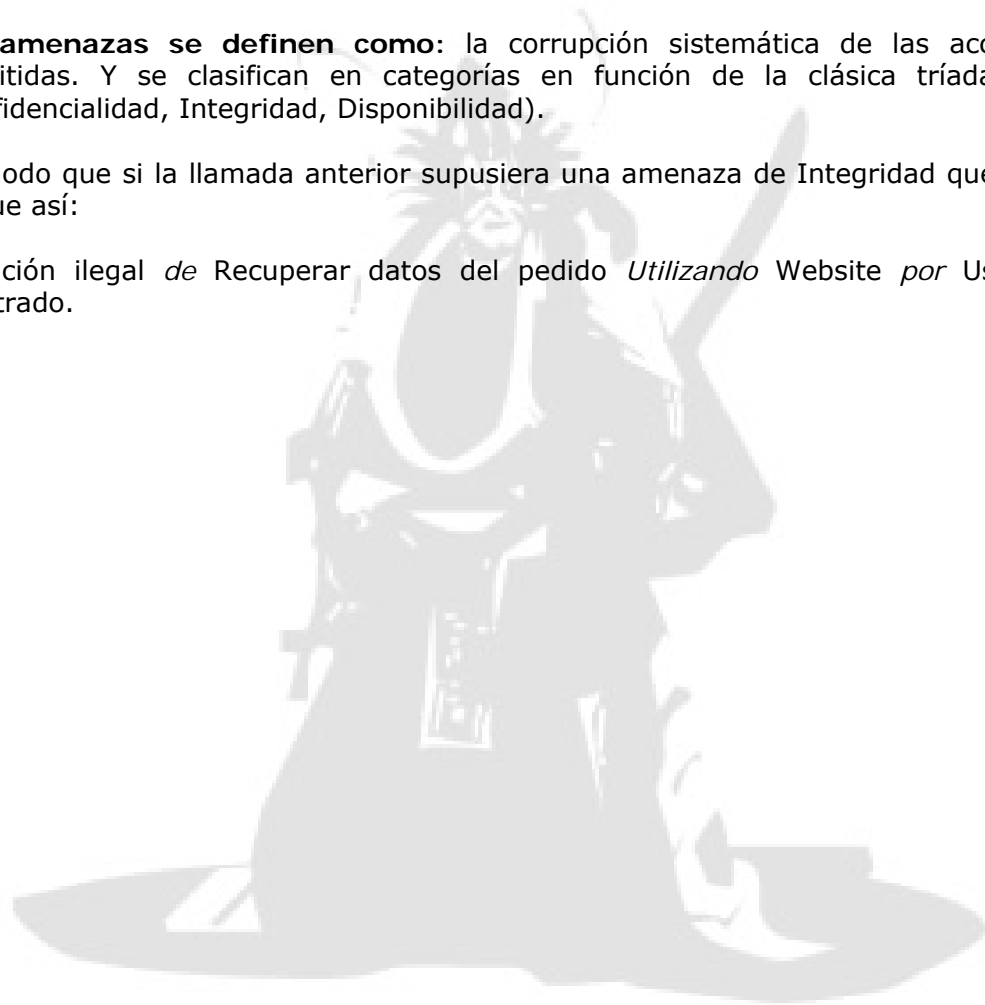 amenazas se definen como: la corrupción sistemática de las acc
itidas. Y se clasifican en categorías en función de la clásica tríada
fidencialidad, Integridad, Disponibilidad).
odo que si la llamada anterior supusiera una amenaza de Integridad que
ue así:
ción ilegal de Recuperar datos del pedido Utilizando Website por Us
trado.